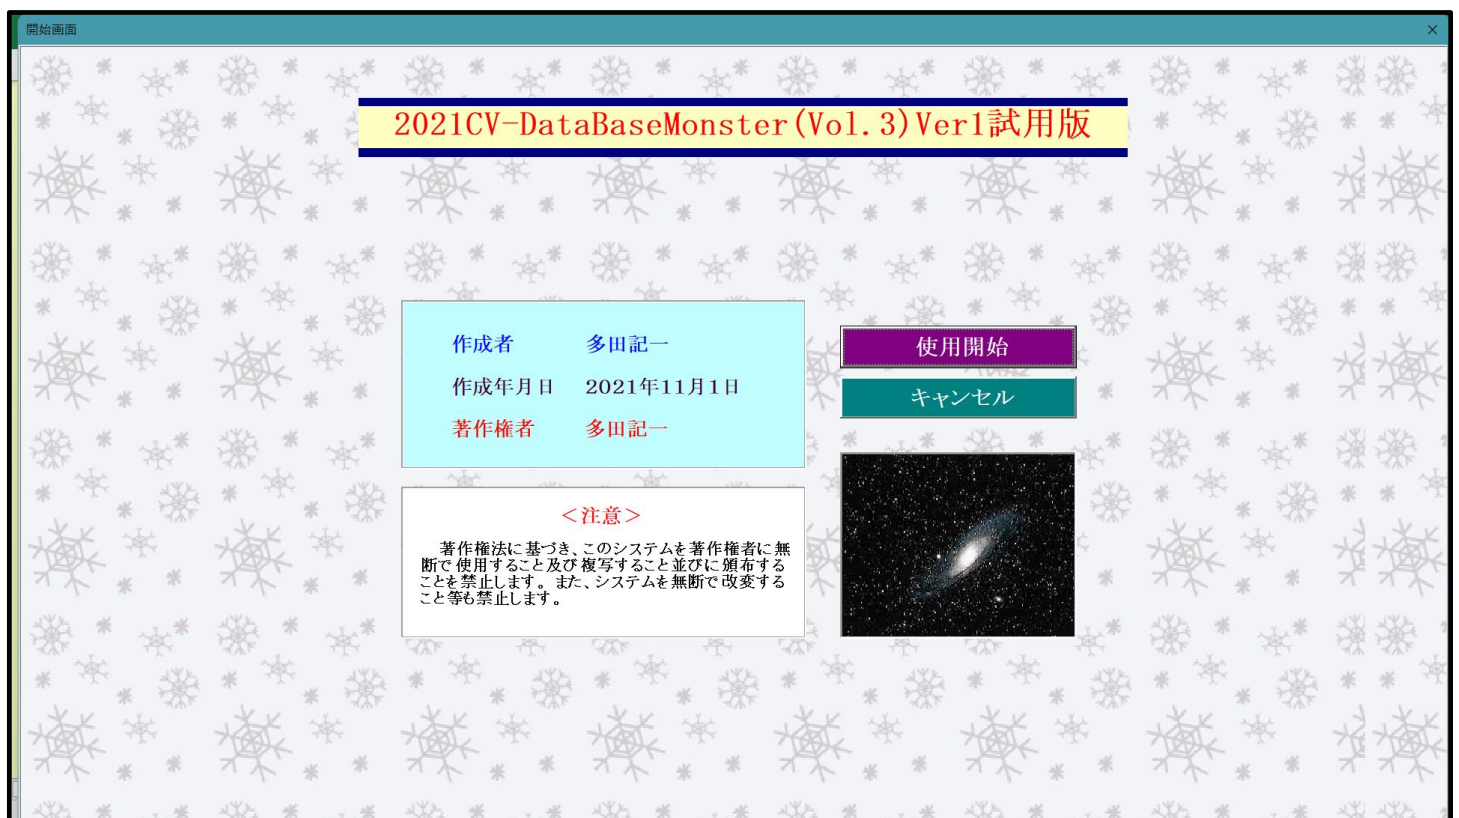 開始画面
2021CV-DataBaseMonster(Vol.3)Ver1試用版
作成者 多田記一
作成年月日 2021年11月1日
著作権者 多田記一
使用開始
キャンセル
＜注意＞
著作権法に基づき、このシステムを著作権者に無
断で使用すること及び複写すること並びに頒布する
ことを禁止します。また、システムを無断で改変する
こと等も禁止します。